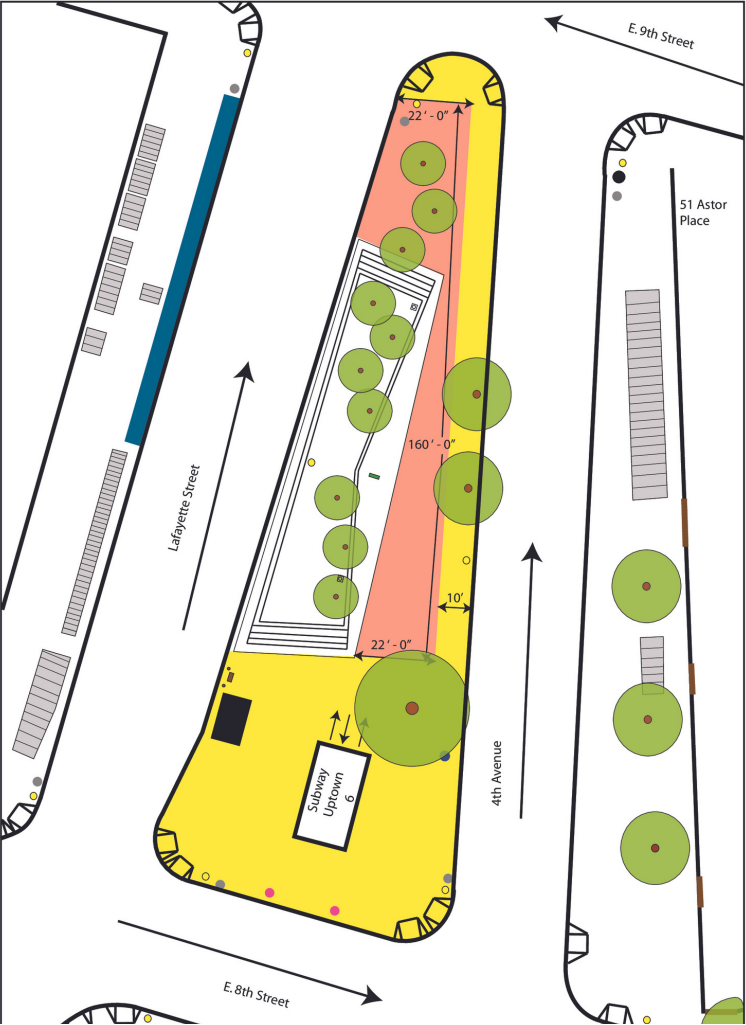 E. 9th Street
22' - 0"
51 Astor
Place
160' - 0"
Lafayette Street
10'
22' - 0"
4th Avenue
Subway
Uptown
6
E. 8th Street